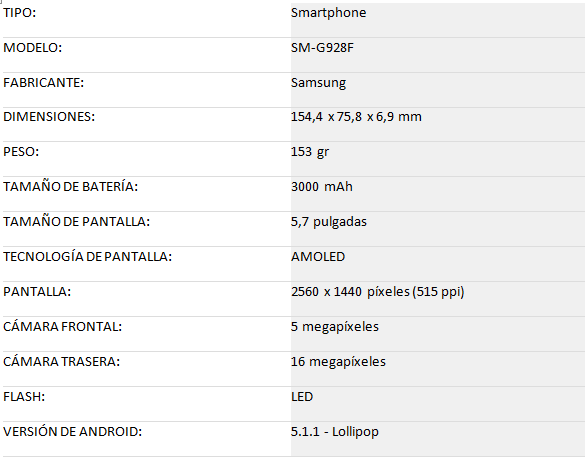 TIPO: Smartphone
MODELO: SM-G928F
FABRICANTE: Samsung
DIMENSIONES: 154,4 x 75,8 x 6,9 mm
PESO: 153 gr
TAMAÑO DE BATERÍA: 3000 mAh
TAMAÑO DE PANTALLA: 5,7 pulgadas
TECNOLOGÍA DE PANTALLA: AMOLED
PANTALLA: 2560 x 1440 píxeles (515 ppi)
CÁMARA FRONTAL: 5 megapíxeles
CÁMARA TRASERA: 16 megapíxeles
FLASH: LED
VERSIÓN DE ANDROID: 5.1.1 - Lollipop